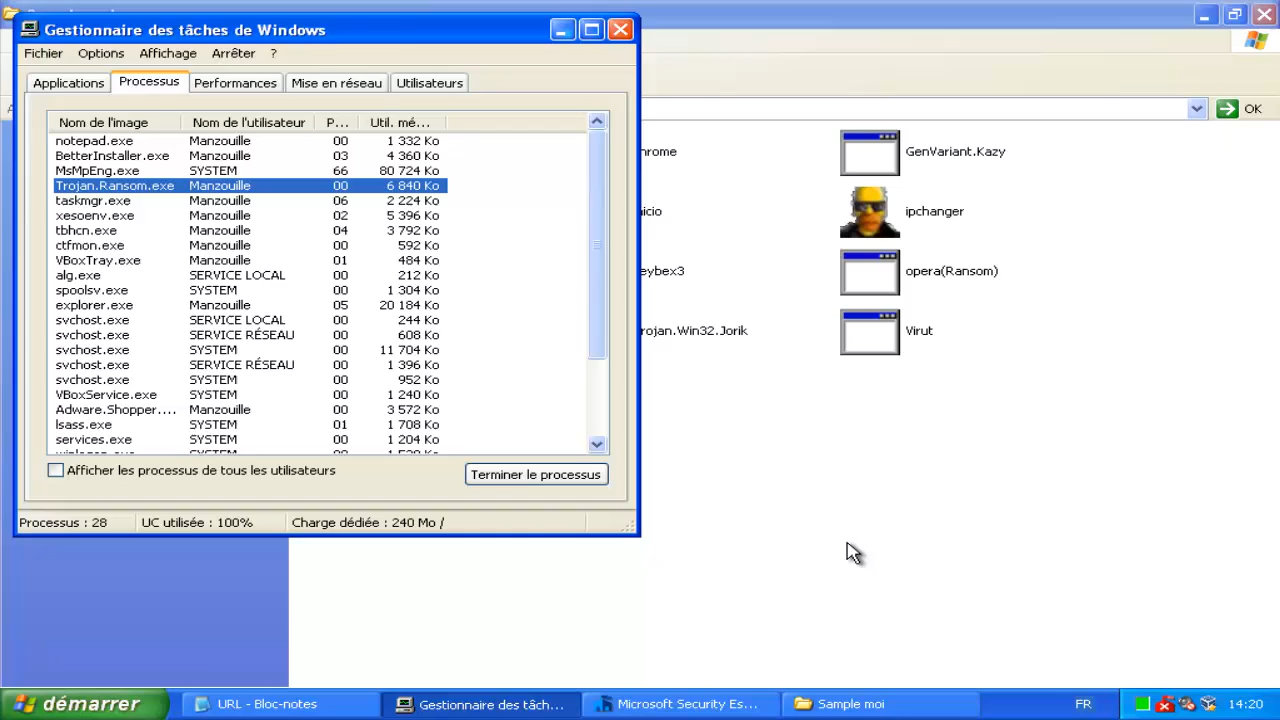 Gestionnaire des tâches de Windows
Fichier Options Affichage Arrêter ?
Applications Processus Performances Mise en réseau Utilisateurs
Nom de l'image Nom de l'utilisateur P... Util. mé...
notepad.exe Manzouille 00 1 332 Ko
BetterInstaller.exe Manzouille 03 4 360 Ko
MsMpEng.exe SYSTEM 66 80 724 Ko
Trojan.Ransom.exe Manzouille 00 6 840 Ko
taskmgr.exe Manzouille 06 2 224 Ko
xesoenv.exe Manzouille 02 5 396 Ko
tbhcn.exe Manzouille 04 3 792 Ko
ctfmon.exe Manzouille 00 592 Ko
VBoxTray.exe Manzouille 01 484 Ko
alg.exe SERVICE LOCAL 00 212 Ko
spoolsv.exe SYSTEM 00 1 304 Ko
explorer.exe Manzouille 05 20 184 Ko
svchost.exe SERVICE LOCAL 00 244 Ko
svchost.exe SERVICE RÉSEAU 00 608 Ko
svchost.exe SYSTEM 00 11 704 Ko
svchost.exe SERVICE RÉSEAU 00 1 396 Ko
svchost.exe SYSTEM 00 952 Ko
VBoxService.exe SYSTEM 00 1 240 Ko
Adware.Shopper.... Manzouille 00 3 572 Ko
lsass.exe SYSTEM 01 1 708 Ko
services.exe SYSTEM 00 1 204 Ko
Afficher les processus de tous les utilisateurs
Terminer le processus
Processus : 28 UC utilisée : 100% Charge dédiée : 240 Mo /
OK
hrome GenVariant.Kazy
icio ipchanger
eybex3 opera(Ransom)
rojan.Win32.Jorik Virut
démarrer URL - Bloc-notes Gestionnaire des tâch... Microsoft Security Es... Sample moi FR 14:20